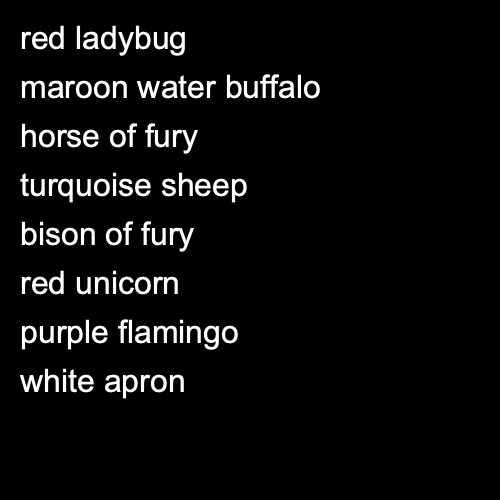 red ladybug
maroon water buffalo
horse of fury
turquoise sheep
bison of fury
red unicorn
purple flamingo
white apron